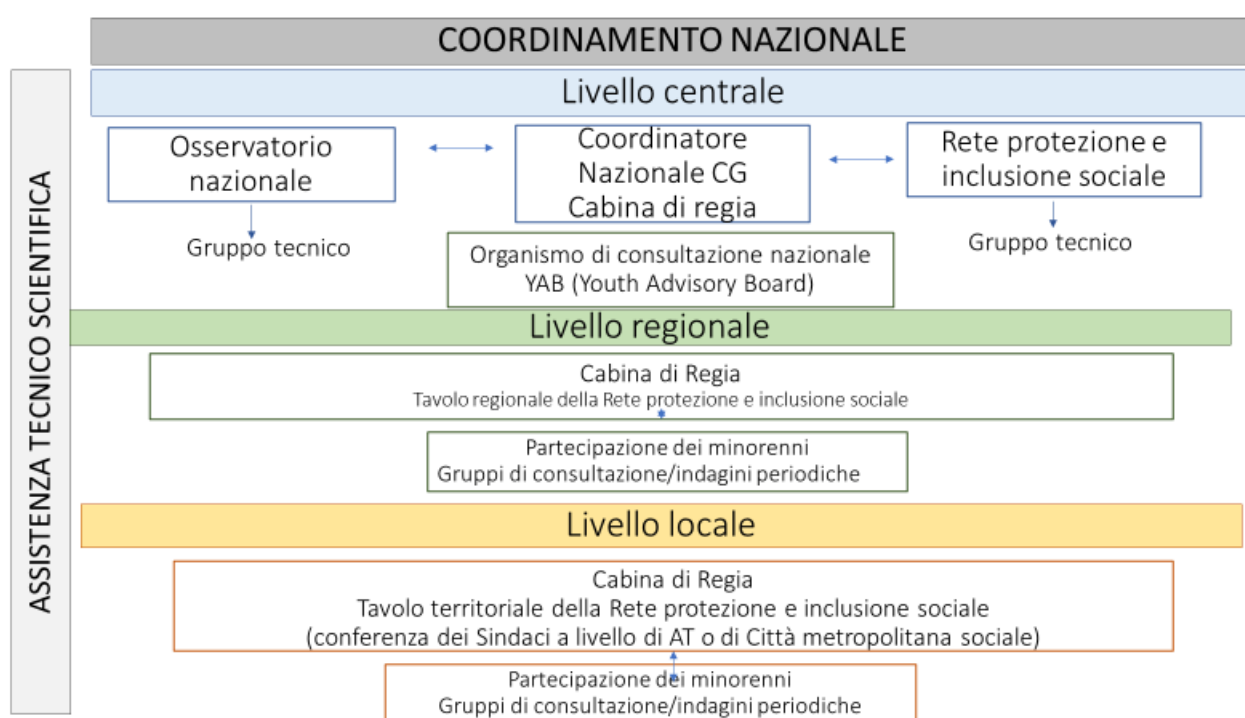 COORDINAMENTO NAZIONALE
ASSISTENZA TECNICO SCIENTIFICA
Livello centrale
Osservatorio
nazionale
Gruppo tecnico
Coordinatore
Nazionale CG
Cabina di regia
Rete protezione e
inclusione sociale
Gruppo tecnico
Organismo di consultazione nazionale
YAB (Youth Advisory Board)
Livello regionale
Cabina di Regia
Tavolo regionale della Rete protezione e inclusione sociale
Partecipazione dei minorenni
Gruppi di consultazione/indagini periodiche
Livello locale
Cabina di Regia
Tavolo territoriale della Rete protezione e inclusione sociale
(conferenza dei Sindaci a livello di AT o di Città metropolitana sociale)
Partecipazione dei minorenni
Gruppi di consultazione/indagini periodiche